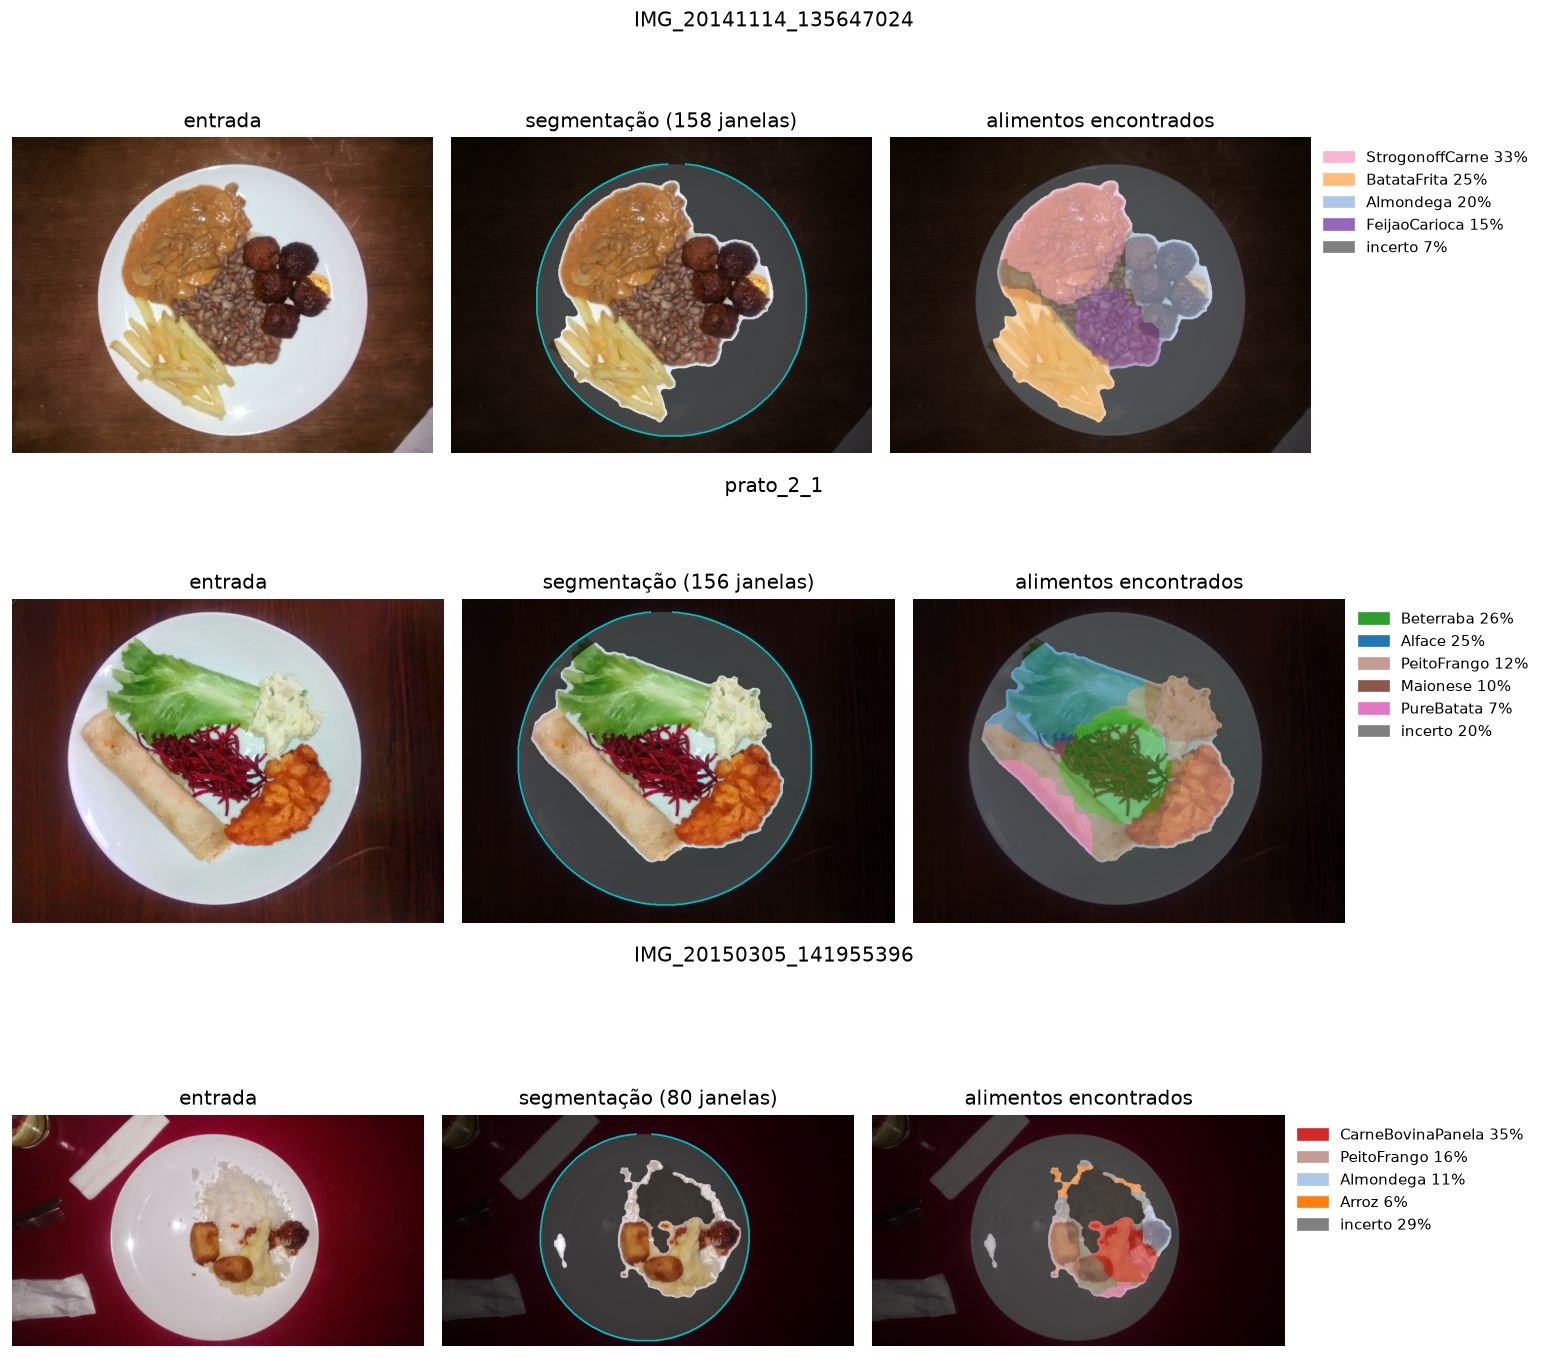 IMG_20141114_135647024
entrada
segmentação (158 janelas)
alimentos encontrados
StrogonoffCarne 33%
BatataFrita 25%
Almondega 20%
FeijaoCarioca 15%
incerto 7%
prato_2_1
entrada
segmentação (156 janelas)
alimentos encontrados
Beterraba 26%
Alface 25%
PeitoFrango 12%
Maionese 10%
PureBatata 7%
incerto 20%
IMG_20150305_141955396
entrada
segmentação (80 janelas)
alimentos encontrados
CarneBovinaPanela 35%
PeitoFrango 16%
Almondega 11%
Arroz 6%
incerto 29%